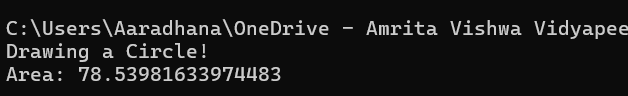 C:\Users\Aaradhana\OneDrive - Amrita Vishwa Vidyapee
Drawing a Circle!
Area: 78.53981633974483